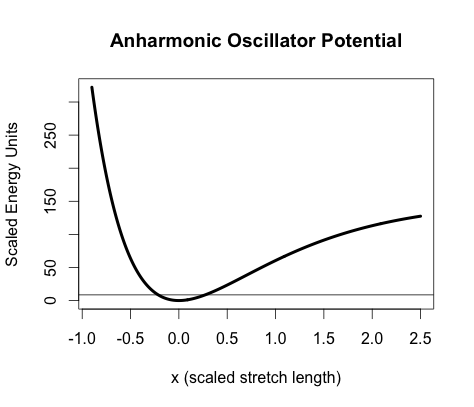 Anharmonic Oscillator Potential
Scaled Energy Units
250
150
50
0
-1.0 -0.5 0.0 0.5 1.0 1.5 2.0 2.5
x (scaled stretch length)